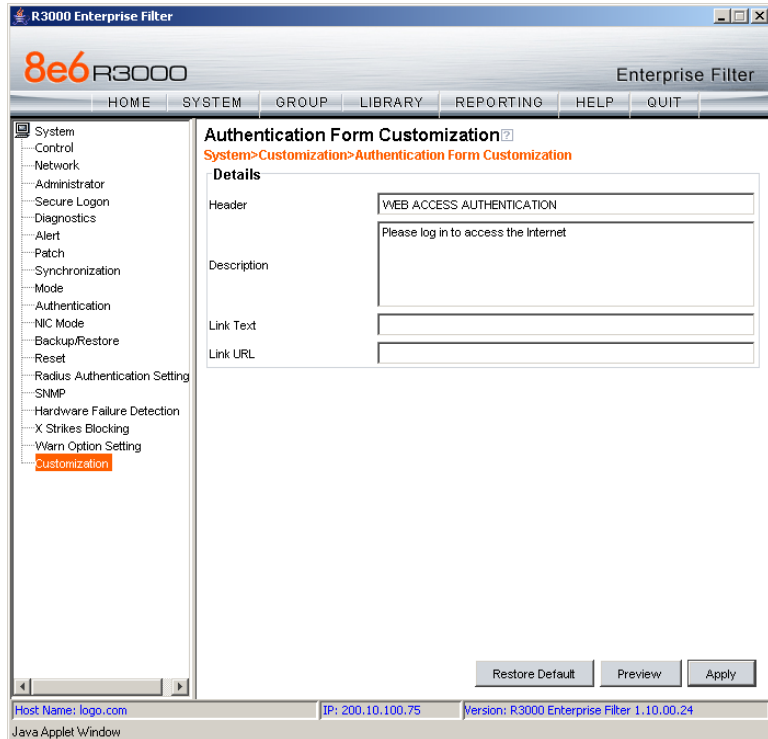 R3000 Enterprise Filter
8e6 R3000
Enterprise Filter
HOME SYSTEM GROUP LIBRARY REPORTING HELP QUIT
System
Control
Network
Administrator
Secure Logon
Diagnostics
Alert
Patch
Synchronization
Mode
Authentication
NIC Mode
Backup/Restore
Reset
Radius Authentication Setting
SNMP
Hardware Failure Detection
X Strikes Blocking
Warn Option Setting
Customization
Authentication Form Customization ?
System>Customization>Authentication Form Customization
Details
Header
WEB ACCESS AUTHENTICATION
Description
Please log in to access the Internet
Link Text
Link URL
Restore Default Preview Apply
Host Name: logo.com IP: 200.10.100.75 Version: R3000 Enterprise Filter 1.10.00.24
Java Applet Window